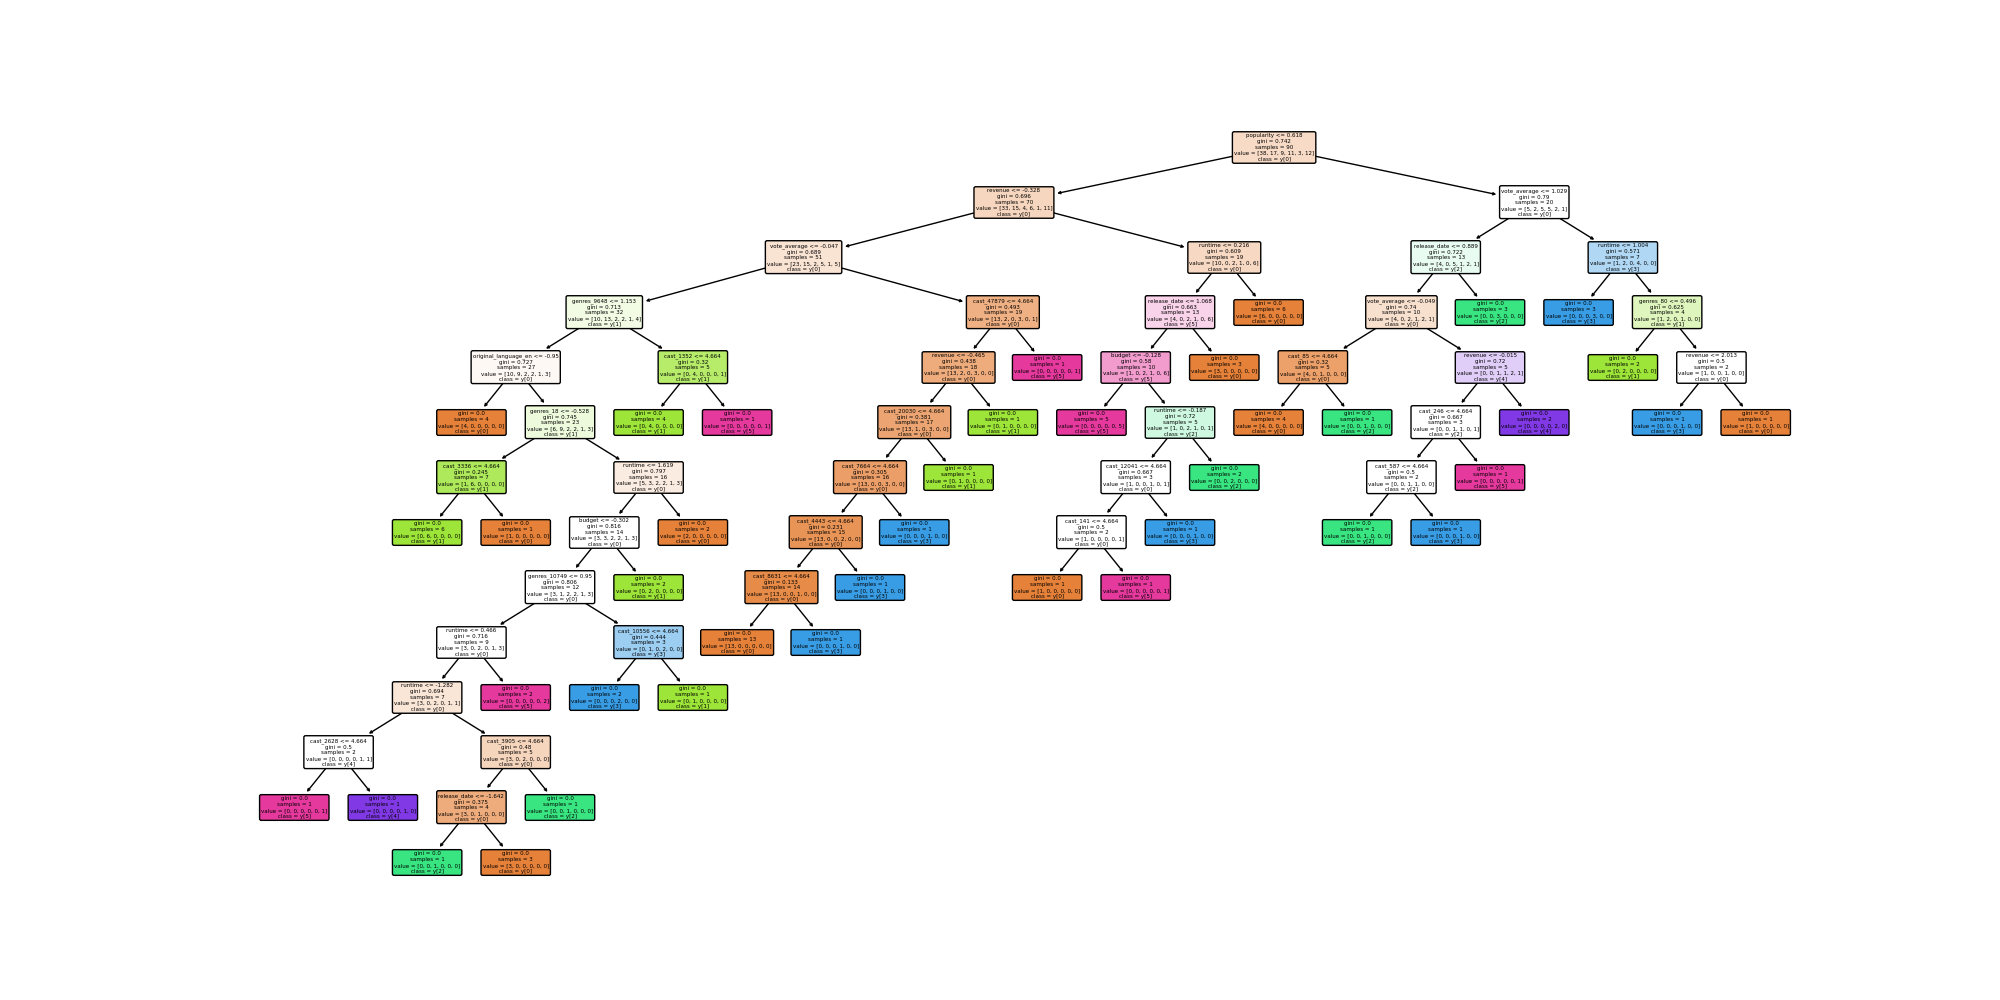 popularity <= 0.618
gini = 0.742
samples = 90
value = [38, 17, 9, 11, 3, 12]
class = y[0]
revenue <= -0.328
gini = 0.696
samples = 70
value = [33, 15, 4, 6, 1, 11]
class = y[0]
vote_average <= 1.029
gini = 0.79
samples = 20
value = [5, 2, 5, 5, 2, 1]
class = y[0]
vote_average <= -0.047
gini = 0.689
samples = 51
value = [23, 15, 2, 5, 1, 5]
class = y[0]
runtime <= 0.216
gini = 0.609
samples = 19
value = [10, 0, 2, 1, 0, 6]
class = y[0]
release_date <= 0.889
gini = 0.722
samples = 13
value = [4, 0, 5, 1, 2, 1]
class = y[2]
runtime <= 1.004
gini = 0.571
samples = 7
value = [1, 2, 0, 4, 0, 0]
class = y[3]
genres_9648 <= 1.153
gini = 0.713
samples = 32
value = [10, 13, 2, 2, 1, 4]
class = y[1]
cast_47879 <= 4.664
gini = 0.493
samples = 19
value = [13, 2, 0, 3, 0, 1]
class = y[0]
release_date <= 1.068
gini = 0.663
samples = 13
value = [4, 0, 2, 1, 0, 6]
class = y[5]
gini = 0.0
samples = 6
value = [6, 0, 0, 0, 0, 0]
class = y[0]
vote_average <= -0.049
gini = 0.74
samples = 10
value = [4, 0, 2, 1, 2, 1]
class = y[0]
gini = 0.0
samples = 3
value = [0, 0, 3, 0, 0, 0]
class = y[2]
gini = 0.0
samples = 3
value = [0, 0, 0, 3, 0, 0]
class = y[3]
genres_80 <= 0.496
gini = 0.625
samples = 4
value = [1, 2, 0, 1, 0, 0]
class = y[1]
original_language_en <= -0.95
gini = 0.727
samples = 27
value = [10, 9, 2, 2, 1, 3]
class = y[0]
cast_1352 <= 4.664
gini = 0.32
samples = 5
value = [0, 4, 0, 0, 0, 1]
class = y[1]
revenue <= -0.465
gini = 0.438
samples = 18
value = [13, 2, 0, 3, 0, 0]
class = y[0]
gini = 0.0
samples = 1
value = [0, 0, 0, 0, 0, 1]
class = y[5]
budget <= -0.128
gini = 0.58
samples = 10
value = [1, 0, 2, 1, 0, 6]
class = y[5]
gini = 0.0
samples = 3
value = [3, 0, 0, 0, 0, 0]
class = y[0]
cast_85 <= 4.664
gini = 0.32
samples = 5
value = [4, 0, 1, 0, 0, 0]
class = y[0]
revenue <= -0.015
gini = 0.72
samples = 5
value = [0, 0, 1, 1, 2, 1]
class = y[4]
gini = 0.0
samples = 2
value = [0, 2, 0, 0, 0, 0]
class = y[1]
revenue <= 2.013
gini = 0.5
samples = 2
value = [1, 0, 0, 1, 0, 0]
class = y[0]
gini = 0.0
samples = 4
value = [4, 0, 0, 0, 0, 0]
class = y[0]
genres_18 <= -0.528
gini = 0.745
samples = 23
value = [6, 9, 2, 2, 1, 3]
class = y[1]
gini = 0.0
samples = 4
value = [0, 4, 0, 0, 0, 0]
class = y[1]
gini = 0.0
samples = 1
value = [0, 0, 0, 0, 0, 1]
class = y[5]
cast_20030 <= 4.664
gini = 0.381
samples = 17
value = [13, 1, 0, 3, 0, 0]
class = y[0]
gini = 0.0
samples = 1
value = [0, 1, 0, 0, 0, 0]
class = y[1]
gini = 0.0
samples = 5
value = [0, 0, 0, 0, 0, 5]
class = y[5]
runtime <= -0.187
gini = 0.72
samples = 5
value = [1, 0, 2, 1, 0, 1]
class = y[2]
gini = 0.0
samples = 4
value = [4, 0, 0, 0, 0, 0]
class = y[0]
gini = 0.0
samples = 1
value = [0, 0, 1, 0, 0, 0]
class = y[2]
cast_246 <= 4.664
gini = 0.667
samples = 3
value = [0, 0, 1, 1, 0, 1]
class = y[2]
gini = 0.0
samples = 2
value = [0, 0, 0, 0, 2, 0]
class = y[4]
gini = 0.0
samples = 1
value = [0, 0, 0, 1, 0, 0]
class = y[3]
gini = 0.0
samples = 1
value = [1, 0, 0, 0, 0, 0]
class = y[0]
cast_3336 <= 4.664
gini = 0.245
samples = 7
value = [1, 6, 0, 0, 0, 0]
class = y[1]
runtime <= 1.619
gini = 0.797
samples = 16
value = [5, 3, 2, 2, 1, 3]
class = y[0]
cast_7664 <= 4.664
gini = 0.305
samples = 16
value = [13, 0, 0, 3, 0, 0]
class = y[0]
gini = 0.0
samples = 1
value = [0, 1, 0, 0, 0, 0]
class = y[1]
cast_12041 <= 4.664
gini = 0.667
samples = 3
value = [1, 0, 0, 1, 0, 1]
class = y[0]
gini = 0.0
samples = 2
value = [0, 0, 2, 0, 0, 0]
class = y[2]
cast_587 <= 4.664
gini = 0.5
samples = 2
value = [0, 0, 1, 1, 0, 0]
class = y[2]
gini = 0.0
samples = 1
value = [0, 0, 0, 0, 0, 1]
class = y[5]
gini = 0.0
samples = 6
value = [0, 6, 0, 0, 0, 0]
class = y[1]
gini = 0.0
samples = 1
value = [1, 0, 0, 0, 0, 0]
class = y[0]
budget <= -0.302
gini = 0.816
samples = 14
value = [3, 3, 2, 2, 1, 3]
class = y[0]
gini = 0.0
samples = 2
value = [2, 0, 0, 0, 0, 0]
class = y[0]
cast_4443 <= 4.664
gini = 0.231
samples = 15
value = [13, 0, 0, 2, 0, 0]
class = y[0]
gini = 0.0
samples = 1
value = [0, 0, 0, 1, 0, 0]
class = y[3]
cast_141 <= 4.664
gini = 0.5
samples = 2
value = [1, 0, 0, 0, 0, 1]
class = y[0]
gini = 0.0
samples = 1
value = [0, 0, 0, 1, 0, 0]
class = y[3]
gini = 0.0
samples = 1
value = [0, 0, 1, 0, 0, 0]
class = y[2]
gini = 0.0
samples = 1
value = [0, 0, 0, 1, 0, 0]
class = y[3]
genres_10749 <= 0.95
gini = 0.806
samples = 12
value = [3, 1, 2, 2, 1, 3]
class = y[0]
gini = 0.0
samples = 2
value = [0, 2, 0, 0, 0, 0]
class = y[1]
cast_8631 <= 4.664
gini = 0.133
samples = 14
value = [13, 0, 0, 1, 0, 0]
class = y[0]
gini = 0.0
samples = 1
value = [0, 0, 0, 1, 0, 0]
class = y[3]
gini = 0.0
samples = 1
value = [1, 0, 0, 0, 0, 0]
class = y[0]
gini = 0.0
samples = 1
value = [0, 0, 0, 0, 0, 1]
class = y[5]
runtime <= 0.466
gini = 0.716
samples = 9
value = [3, 0, 2, 0, 1, 3]
class = y[0]
cast_10556 <= 4.664
gini = 0.444
samples = 3
value = [0, 1, 0, 2, 0, 0]
class = y[3]
gini = 0.0
samples = 13
value = [13, 0, 0, 0, 0, 0]
class = y[0]
gini = 0.0
samples = 1
value = [0, 0, 0, 1, 0, 0]
class = y[3]
runtime <= -1.282
gini = 0.694
samples = 7
value = [3, 0, 2, 0, 1, 1]
class = y[0]
gini = 0.0
samples = 2
value = [0, 0, 0, 0, 0, 2]
class = y[5]
gini = 0.0
samples = 2
value = [0, 0, 0, 2, 0, 0]
class = y[3]
gini = 0.0
samples = 1
value = [0, 1, 0, 0, 0, 0]
class = y[1]
cast_2628 <= 4.664
gini = 0.5
samples = 2
value = [0, 0, 0, 0, 1, 1]
class = y[4]
cast_3905 <= 4.664
gini = 0.48
samples = 5
value = [3, 0, 2, 0, 0, 0]
class = y[0]
gini = 0.0
samples = 1
value = [0, 0, 0, 0, 0, 1]
class = y[5]
gini = 0.0
samples = 1
value = [0, 0, 0, 0, 1, 0]
class = y[4]
release_date <= -1.642
gini = 0.375
samples = 4
value = [3, 0, 1, 0, 0, 0]
class = y[0]
gini = 0.0
samples = 1
value = [0, 0, 1, 0, 0, 0]
class = y[2]
gini = 0.0
samples = 1
value = [0, 0, 1, 0, 0, 0]
class = y[2]
gini = 0.0
samples = 3
value = [3, 0, 0, 0, 0, 0]
class = y[0]